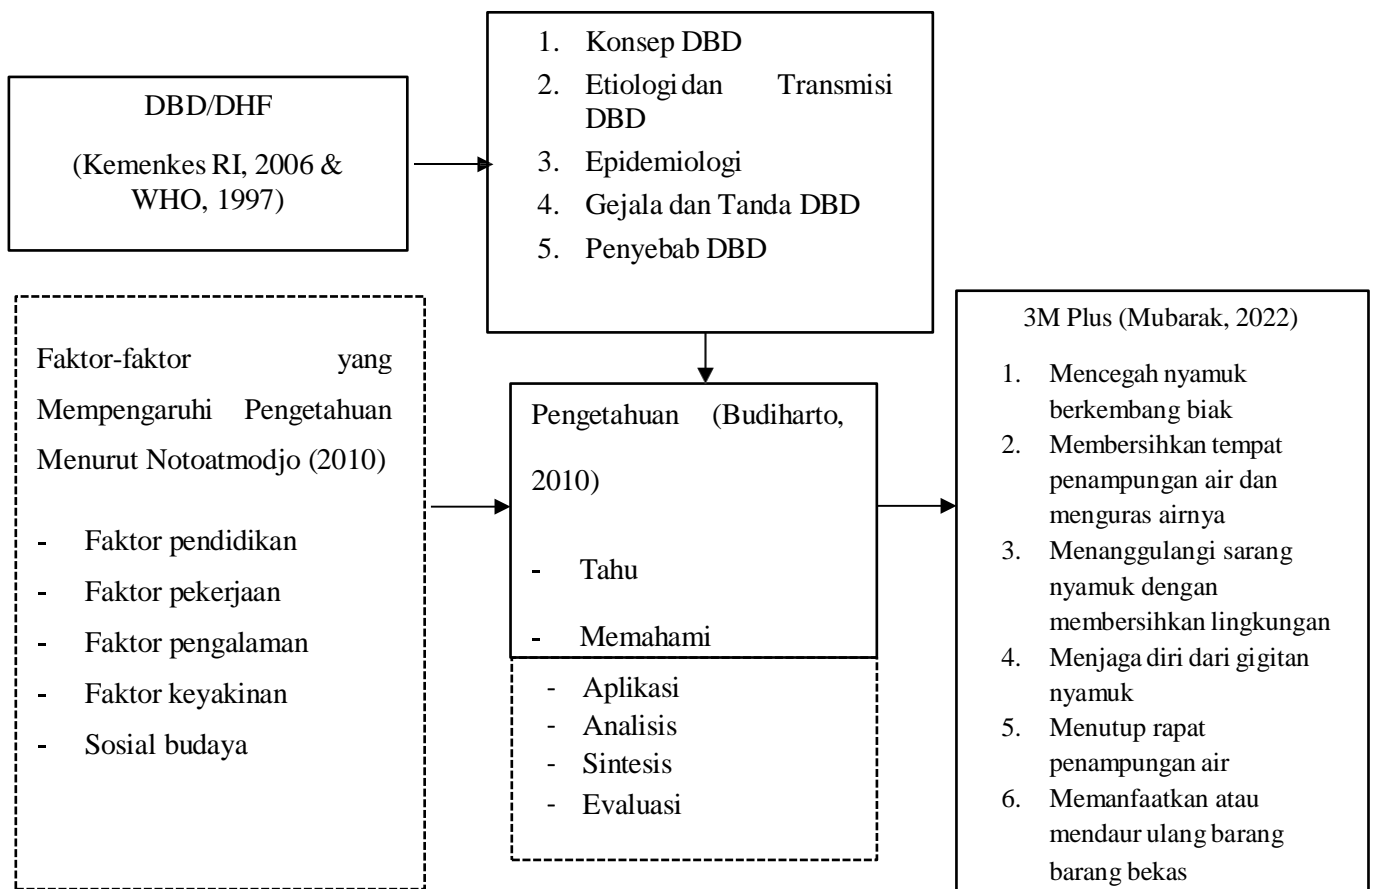 DBD/DHF
(Kemenkes RI, 2006 &
WHO, 1997)
1. Konsep DBD
2. Etiologi dan Transmisi
DBD
3. Epidemiologi
4. Gejala dan Tanda DBD
5. Penyebab DBD
Faktor-faktor yang
Mempengaruhi Pengetahuan
Menurut Notoatmodjo (2010)
- Faktor pendidikan
- Faktor pekerjaan
- Faktor pengalaman
- Faktor keyakinan
- Sosial budaya
Pengetahuan (Budiharto,
2010)
- Tahu
- Memahami
- Aplikasi
- Analisis
- Sintesis
- Evaluasi
3M Plus (Mubarak, 2022)
1. Mencegah nyamuk
berkembang biak
2. Membersihkan tempat
penampungan air dan
menguras airnya
3. Menanggulangi sarang
nyamuk dengan
membersihkan lingkungan
4. Menjaga diri dari gigitan
nyamuk
5. Menutup rapat
penampungan air
6. Memanfaatkan atau
mendaur ulang barang
barang bekas